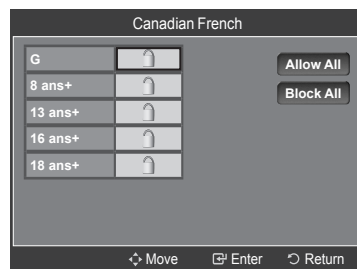 Canadian French
G
8 ans+
13 ans+
16 ans+
18 ans+
Allow All
Block All
Move Enter Return